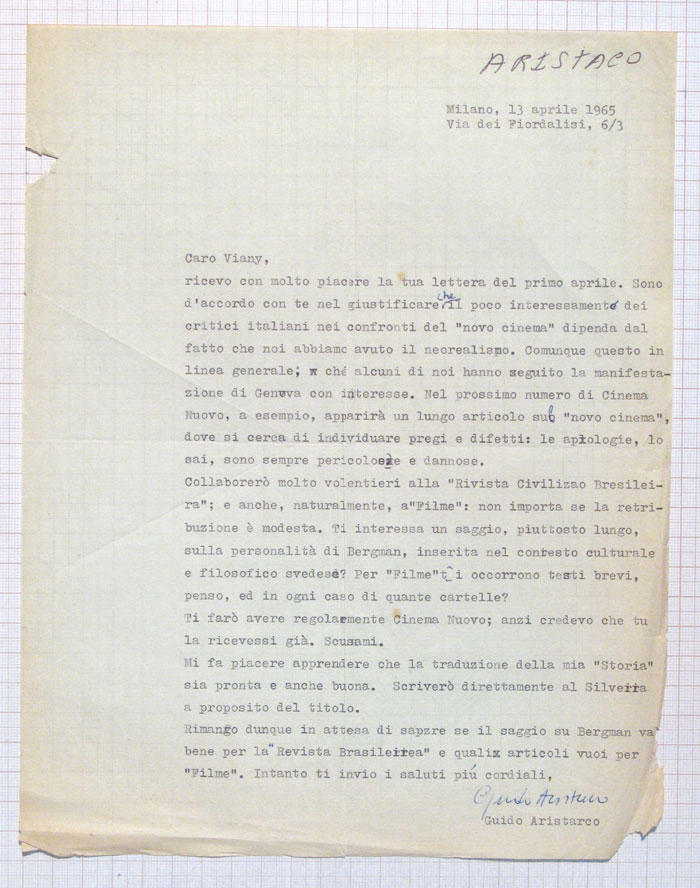 ARISTACO
Milano, 13 aprile 1965
Via dei Fiordalisi, 6/3
Caro Viany,
ricevo con molto piacere la tua lettera del primo aprile. Sono
d'accordo con te nel giustificare che il poco interessamento dei
critici italiani nei confronti del "novo cinema" dipenda dal
fatto che noi abbiamo avuto il neorealismo. Comunque questo in
linea generale; x ché alcuni di noi hanno seguito la manifesta-
zione di Genova con interesse. Nel prossimo numero di Cinema
Nuovo, a esempio, apparirà un lungo articolo sul "novo cinema",
dove si cerca di individuare pregi e difetti: le apologie, lo
sai, sono sempre pericolose e dannose.
Collaborerò molto volentieri alla "Rivista Civilizao Bresilei-
ra"; e anche, naturalmente, a"Filme": non importa se la retri-
buzione è modesta. Ti interessa un saggio, piuttosto lungo,
sulla personalità di Bergman, inserita nel contesto culturale
e filosofico svedese? Per "Filme"ti occorrono testi brevi,
penso, ed in ogni caso di quante cartelle?
Ti farò avere regolarmente Cinema Nuovo; anzi credevo che tu
la ricevessi già. Scusami.
Mi fa piacere apprendere che la traduzione della mia "Storia"
sia pronta e anche buona. Scriverò direttamente al Silveira
a proposito del titolo.
Rimango dunque in attesa di sapzre se il saggio su Bergman va
bene per la "Revista Brasileirea" e qualix articoli vuoi per
"Filme". Intanto ti invio i saluti piú cordiali,
Guido Aristarco
Guido Aristarco